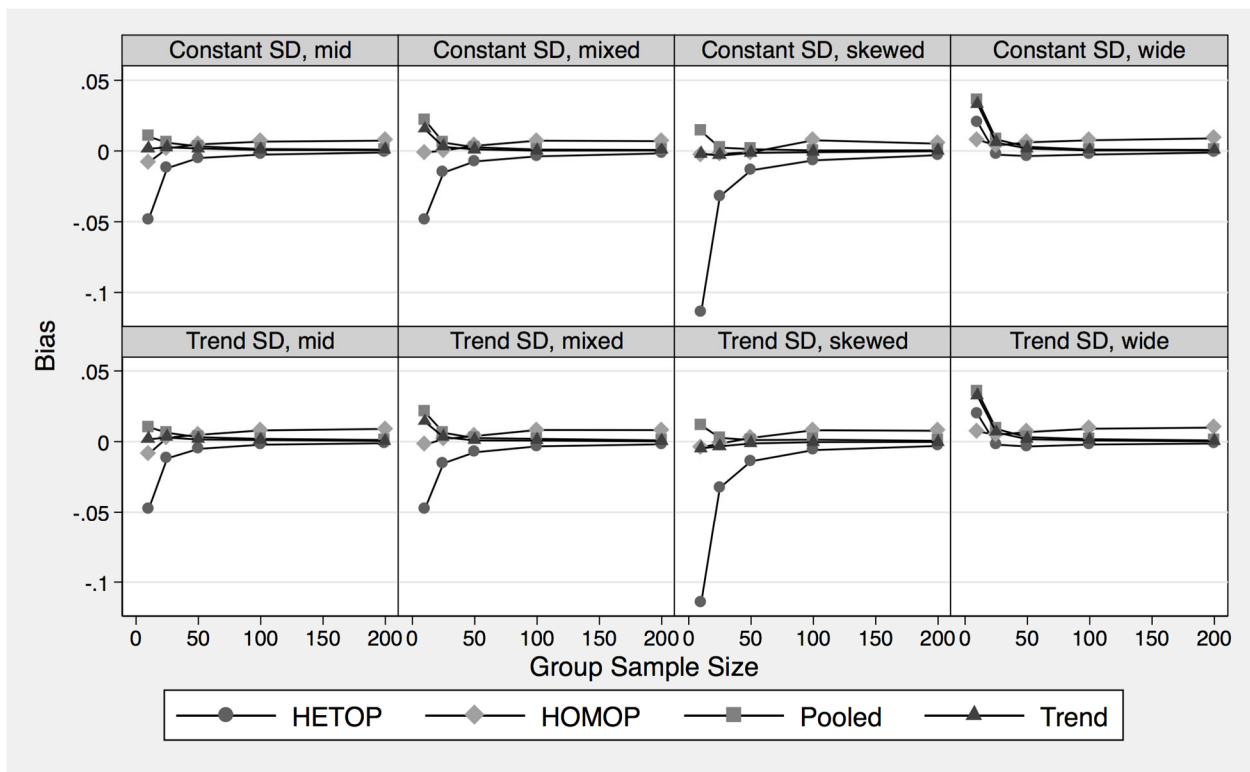 Constant SD, mid Constant SD, mixed Constant SD, skewed Constant SD, wide
.05
0
-.05
-.1
Trend SD, mid Trend SD, mixed Trend SD, skewed Trend SD, wide
.05
0
-.05
-.1
Bias
0 50 100 150 200 0 50 100 150 200 0 50 100 150 200 0 50 100 150 200
Group Sample Size
HETOP HOMOP Pooled Trend